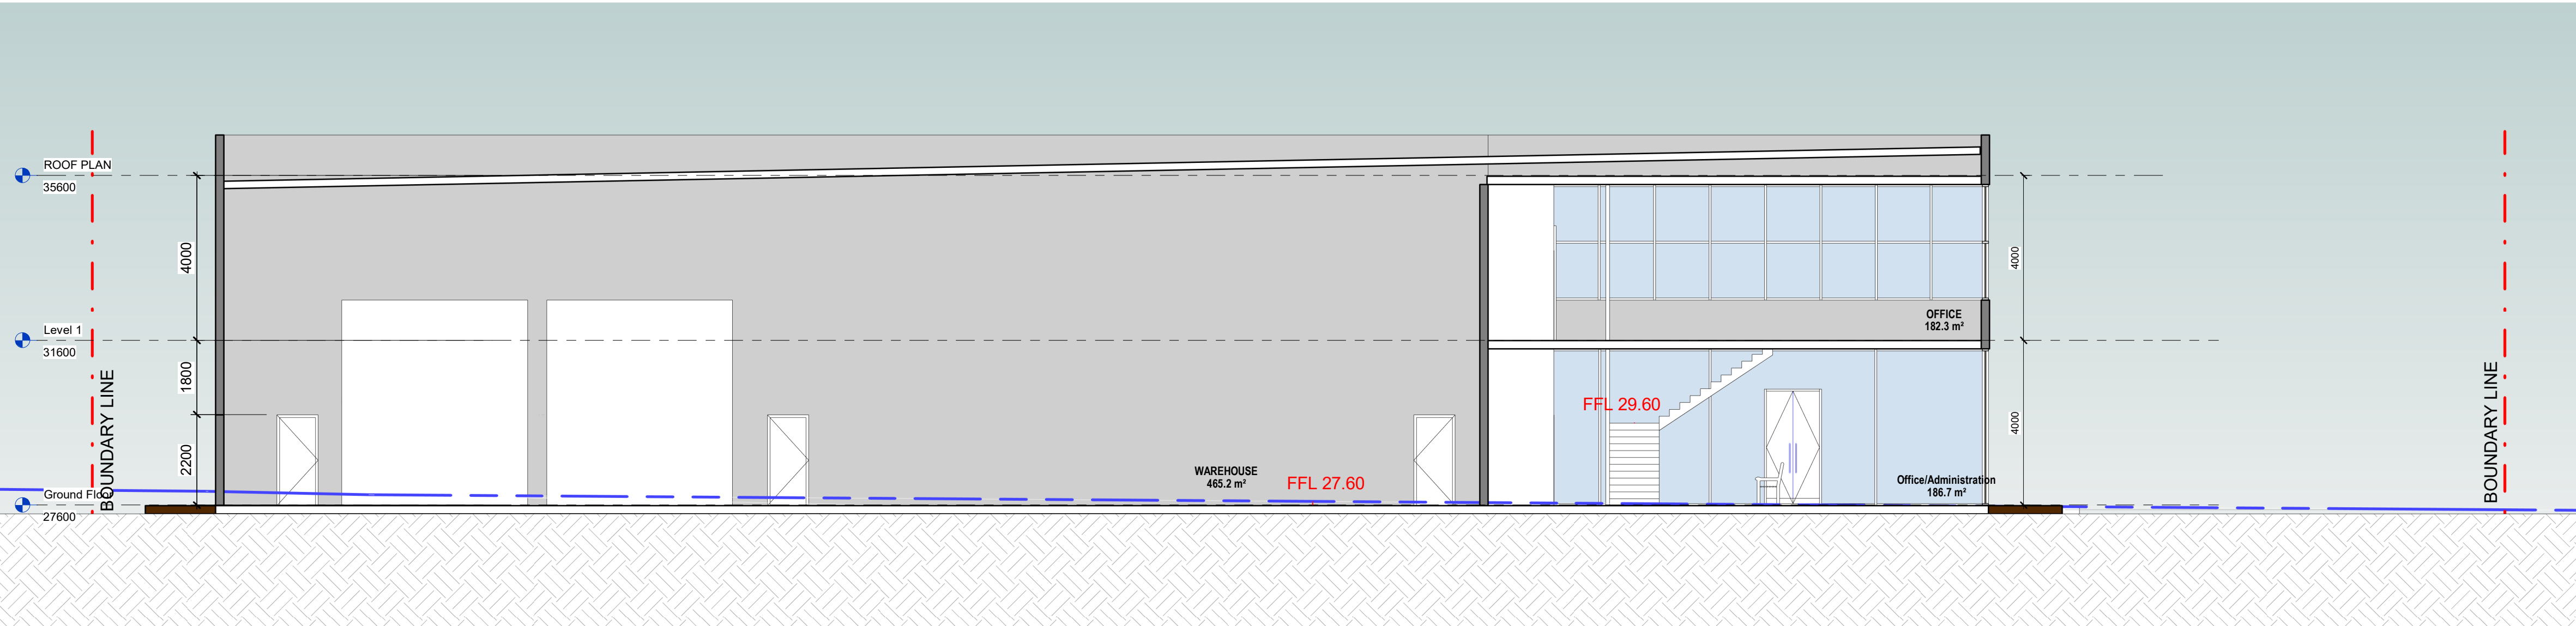 ROOF PLAN
35600
4000
4000
Level 1
31600
OFFICE
182.3 m²
1800
BOUNDARY LINE
BOUNDARY LINE
FFL 29.60
4000
2200
WAREHOUSE
465.2 m²
FFL 27.60
Office/Administration
186.7 m²
Ground Floor
27600